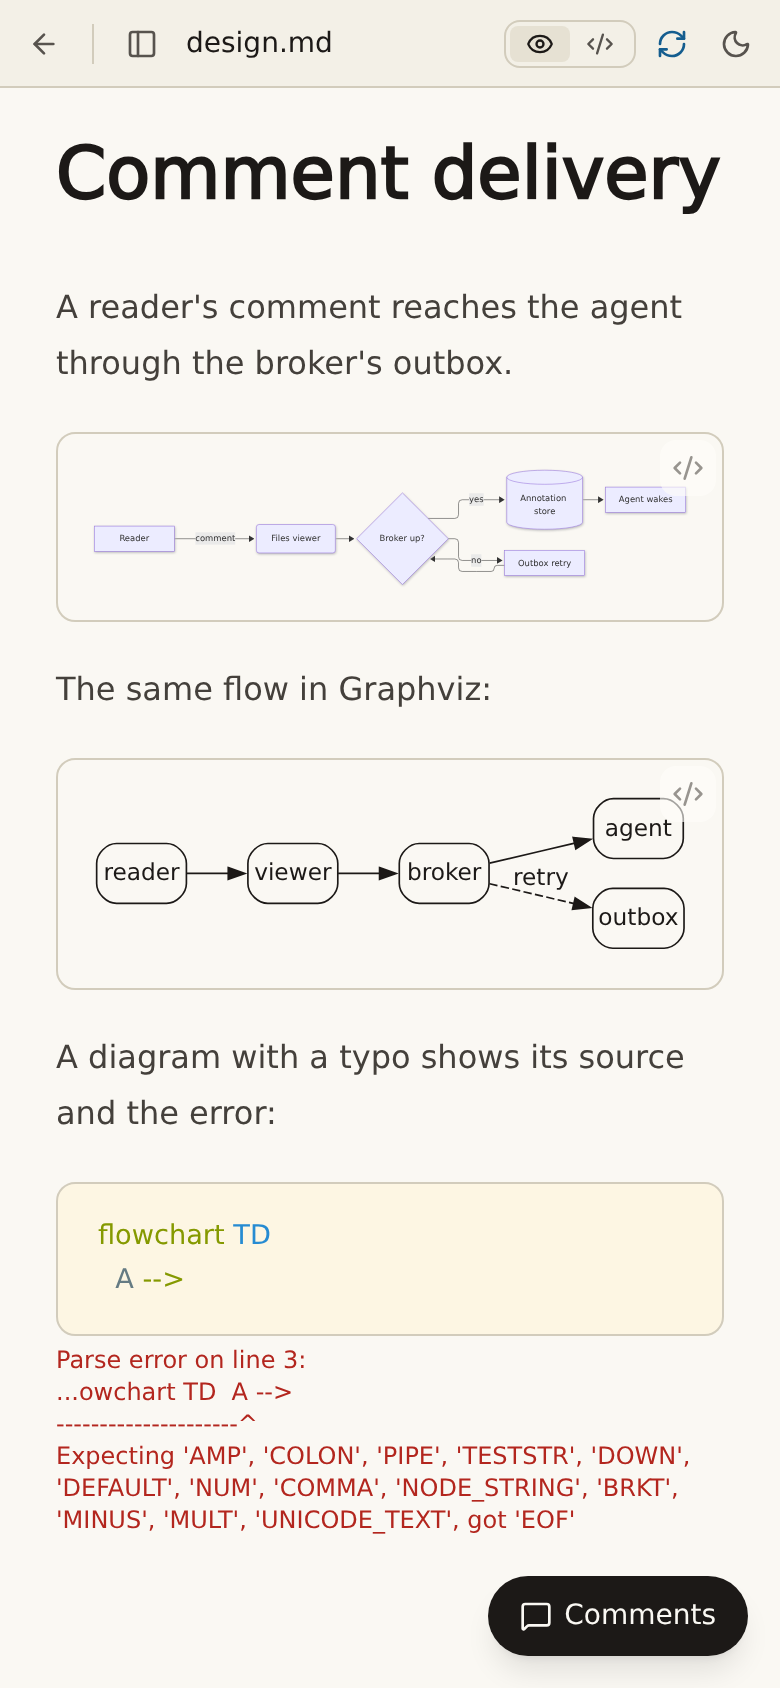 design.md
Comment delivery
A reader's comment reaches the agent
through the broker's outbox.
Reader
comment
Files viewer
Broker up?
yes
no
Annotation
store
Agent wakes
Outbox retry
The same flow in Graphviz:
reader
viewer
broker
retry
agent
outbox
A diagram with a typo shows its source
and the error:
flowchart TD
  A -->
Parse error on line 3:
...owchart TD  A -->
---------------------^
Expecting 'AMP', 'COLON', 'PIPE', 'TESTSTR', 'DOWN',
'DEFAULT', 'NUM', 'COMMA', 'NODE_STRING', 'BRKT',
'MINUS', 'MULT', 'UNICODE_TEXT', got 'EOF'
Comments